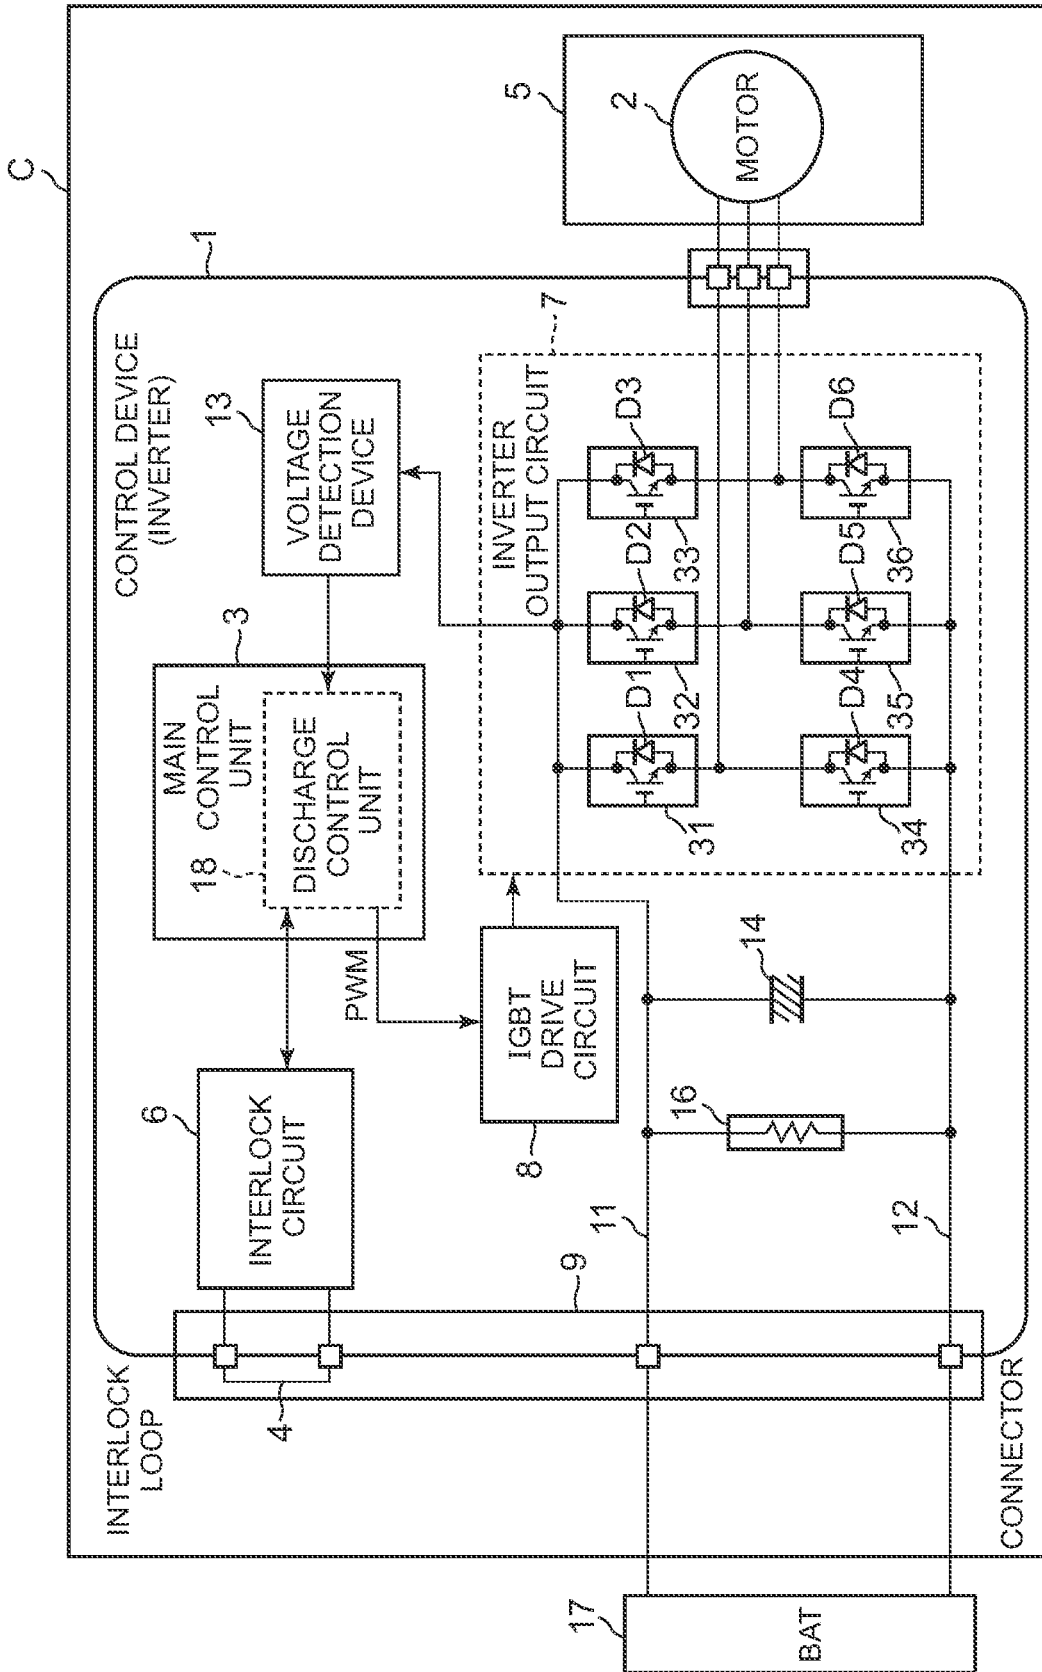 C
1
CONTROL DEVICE
(INVERTER)
INTERLOCK
LOOP
4
6
INTERLOCK
CIRCUIT
3
MAIN
CONTROL
UNIT
18
DISCHARGE
CONTROL
UNIT
13
VOLTAGE
DETECTION
DEVICE
PWM
8
IGBT
DRIVE
CIRCUIT
7
INVERTER
OUTPUT CIRCUIT
D1
D2
D3
31
32
33
D4
D5
D6
34
35
36
5
2
MOTOR
9
11
12
16
14
CONNECTOR
17
BAT